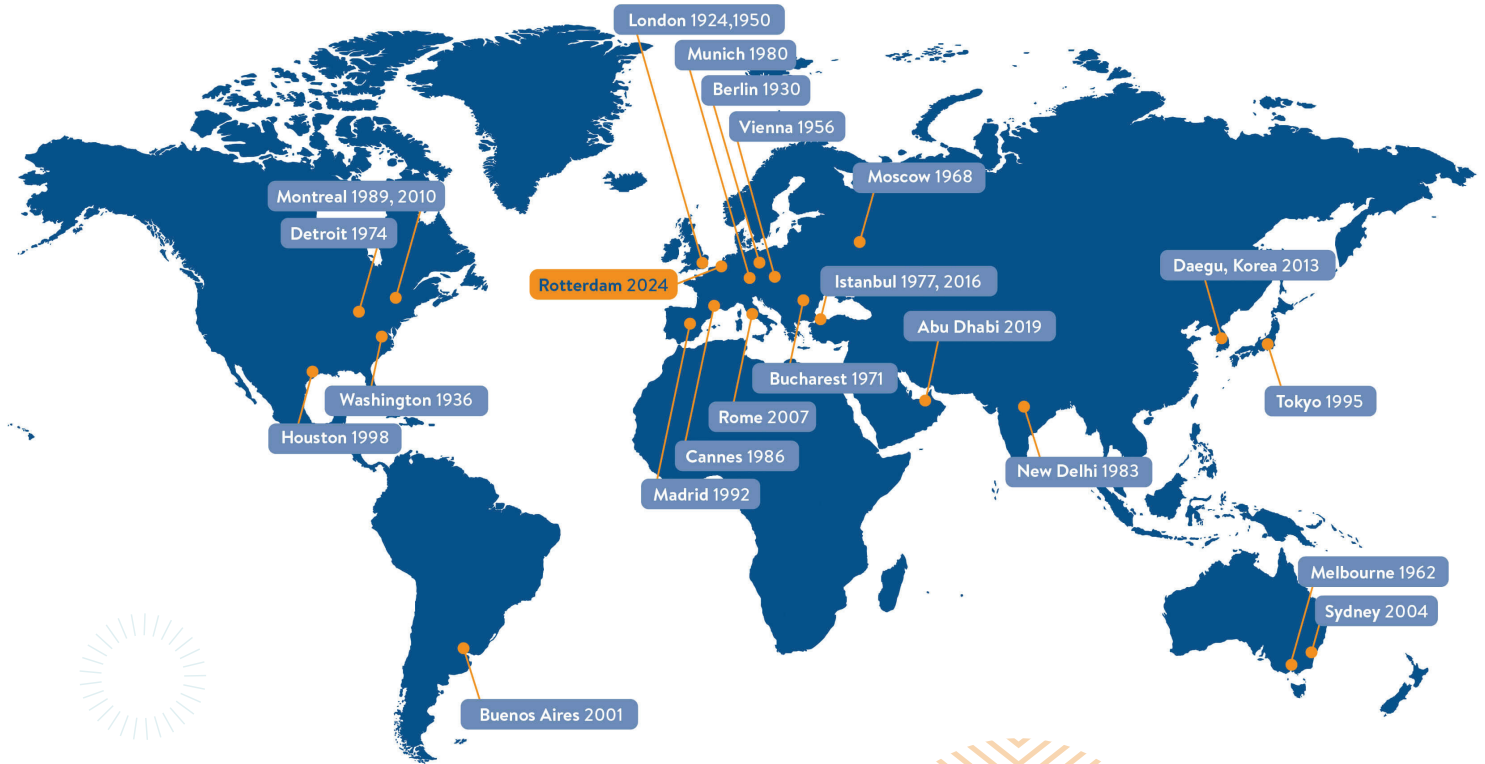 London 1924,1950
Munich 1980
Berlin 1930
Vienna 1956
Moscow 1968
Montreal 1989, 2010
Detroit 1974
Daegu, Korea 2013
Rotterdam 2024
Istanbul 1977, 2016
Abu Dhabi 2019
Bucharest 1971
Washington 1936
Tokyo 1995
Rome 2007
Houston 1998
Cannes 1986
New Delhi 1983
Madrid 1992
Melbourne 1962
Sydney 2004
Buenos Aires 2001